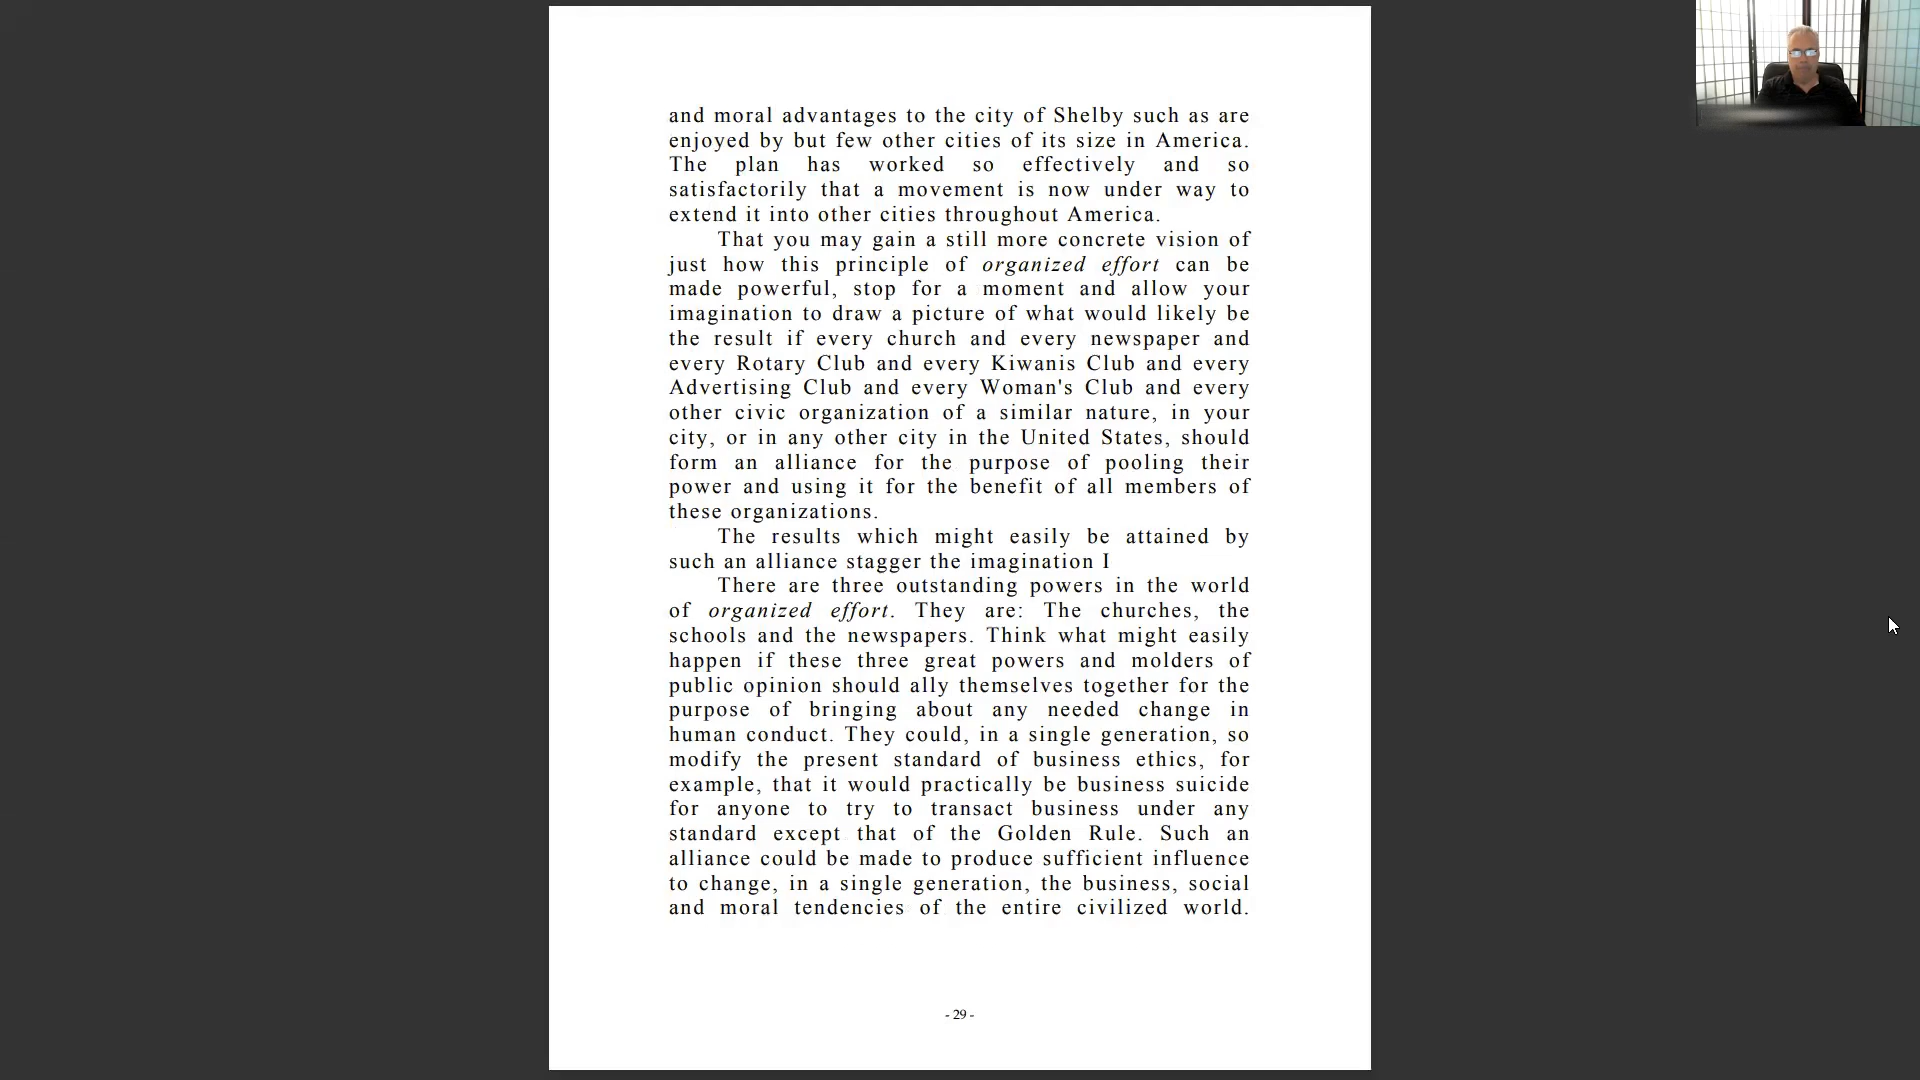 and moral advantages to the city of Shelby such as are
enjoyed by but few other cities of its size in America.
The plan has worked so effectively and so
satisfactorily that a movement is now under way to
extend it into other cities throughout America.
That you may gain a still more concrete vision of
just how this principle of organized effort can be
made powerful, stop for a moment and allow your
imagination to draw a picture of what would likely be
the result if every church and every newspaper and
every Rotary Club and every Kiwanis Club and every
Advertising Club and every Woman's Club and every
other civic organization of a similar nature, in your
city, or in any other city in the United States, should
form an alliance for the purpose of pooling their
power and using it for the benefit of all members of
these organizations.
The results which might easily be attained by
such an alliance stagger the imagination I
There are three outstanding powers in the world
of organized effort. They are: The churches, the
schools and the newspapers. Think what might easily
happen if these three great powers and molders of
public opinion should ally themselves together for the
purpose of bringing about any needed change in
human conduct. They could, in a single generation, so
modify the present standard of business ethics, for
example, that it would practically be business suicide
for anyone to try to transact business under any
standard except that of the Golden Rule. Such an
alliance could be made to produce sufficient influence
to change, in a single generation, the business, social
and moral tendencies of the entire civilized world.
- 29 -